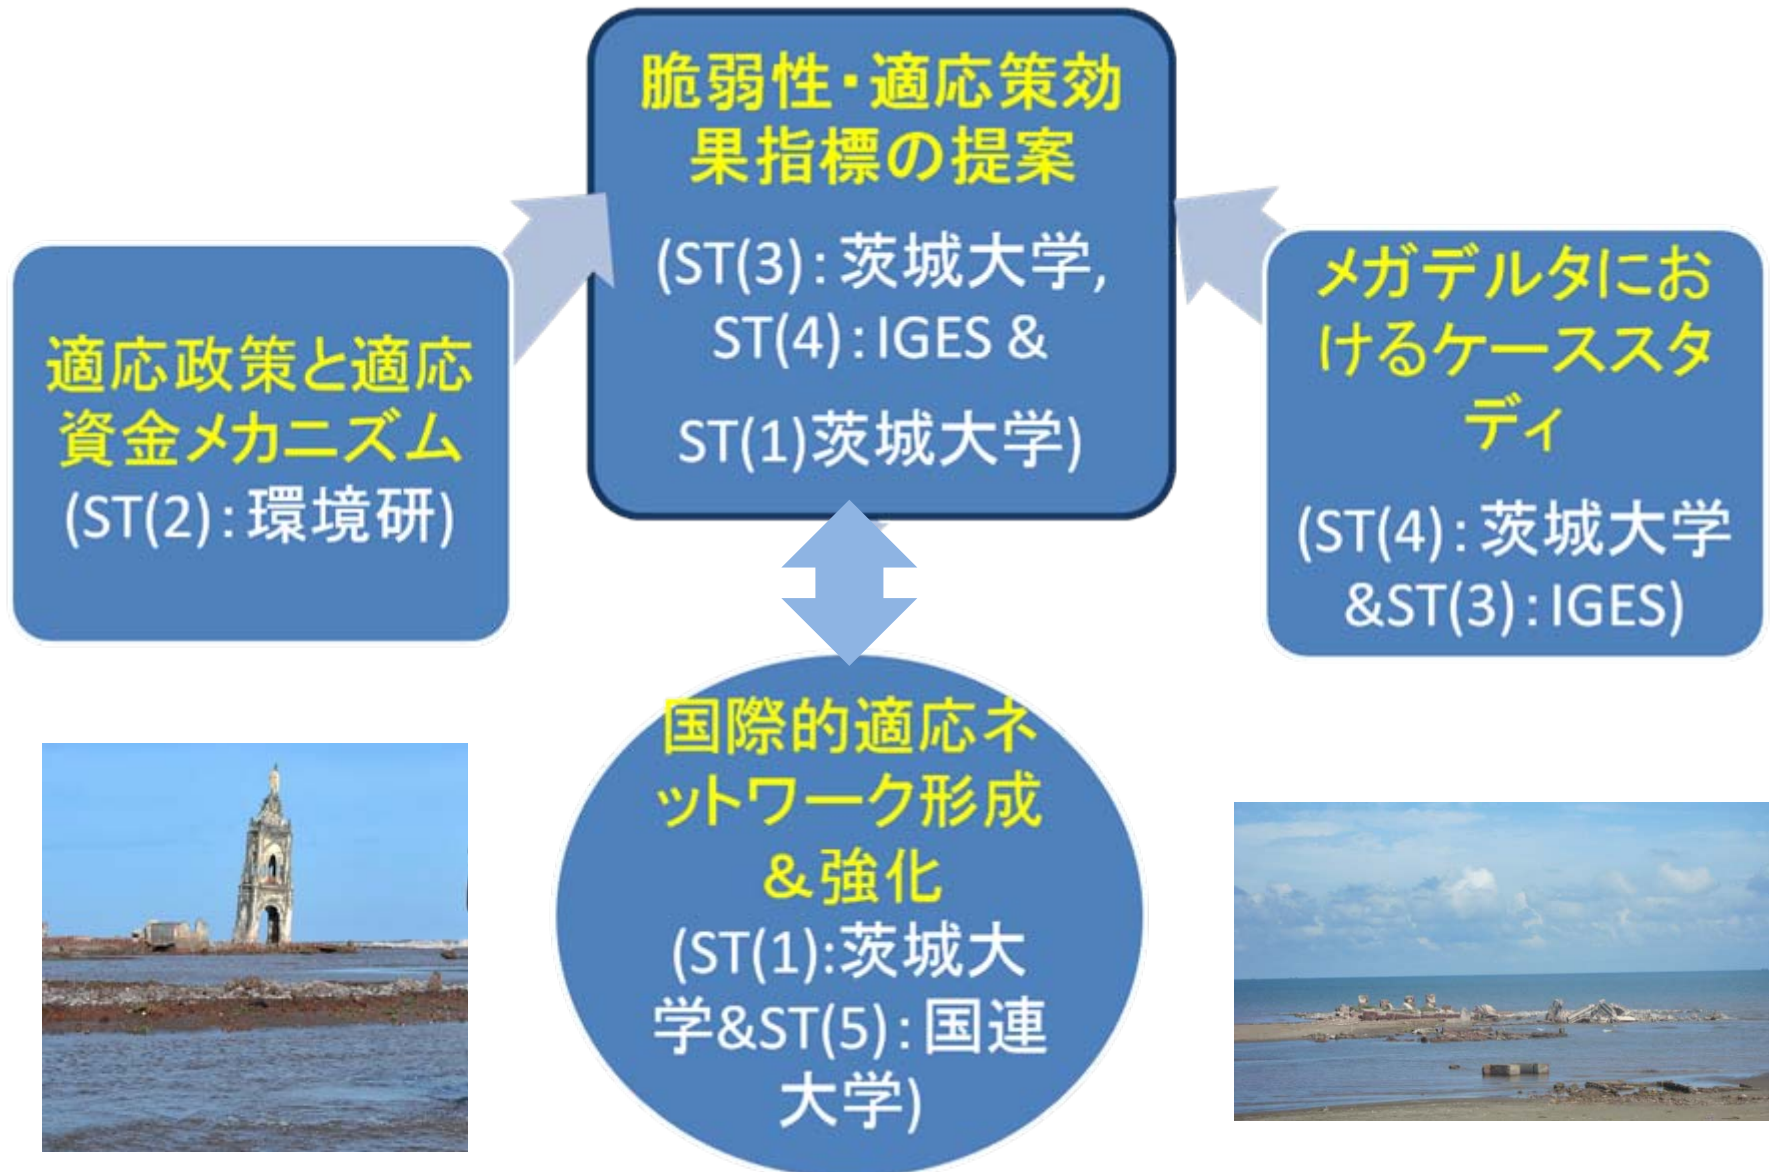 脆弱性・適応策効
果指標の提案
(ST(3)：茨城大学,
ST(4)：IGES &
ST(1)茨城大学)
適応政策と適応
資金メカニズム
(ST(2)：環境研)
メガデルタにお
けるケーススタ
ディ
(ST(4)：茨城大学
&ST(3)：IGES)
国際的適応ネ
ットワーク形成
＆強化
(ST(1):茨城大
学&ST(5)：国連
大学)